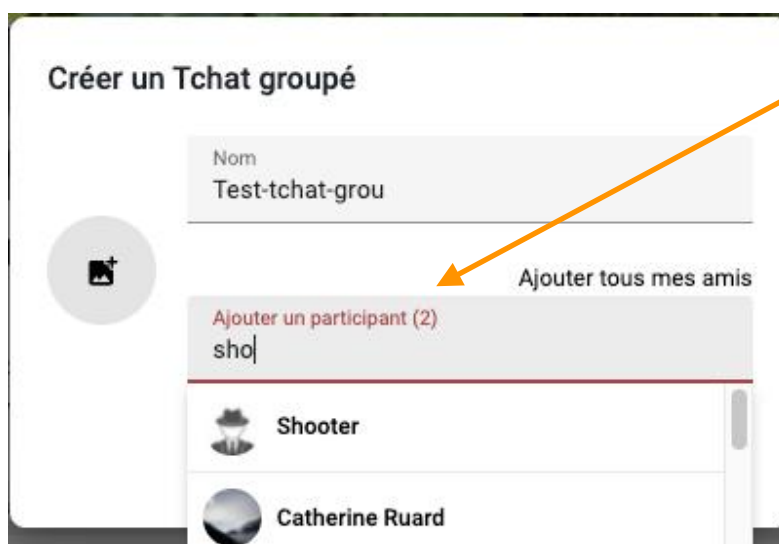 Créer un Tchat groupé
Nom
Test-tchat-grou
Ajouter tous mes amis
Ajouter un participant (2)
sho
Shooter
Catherine Ruard